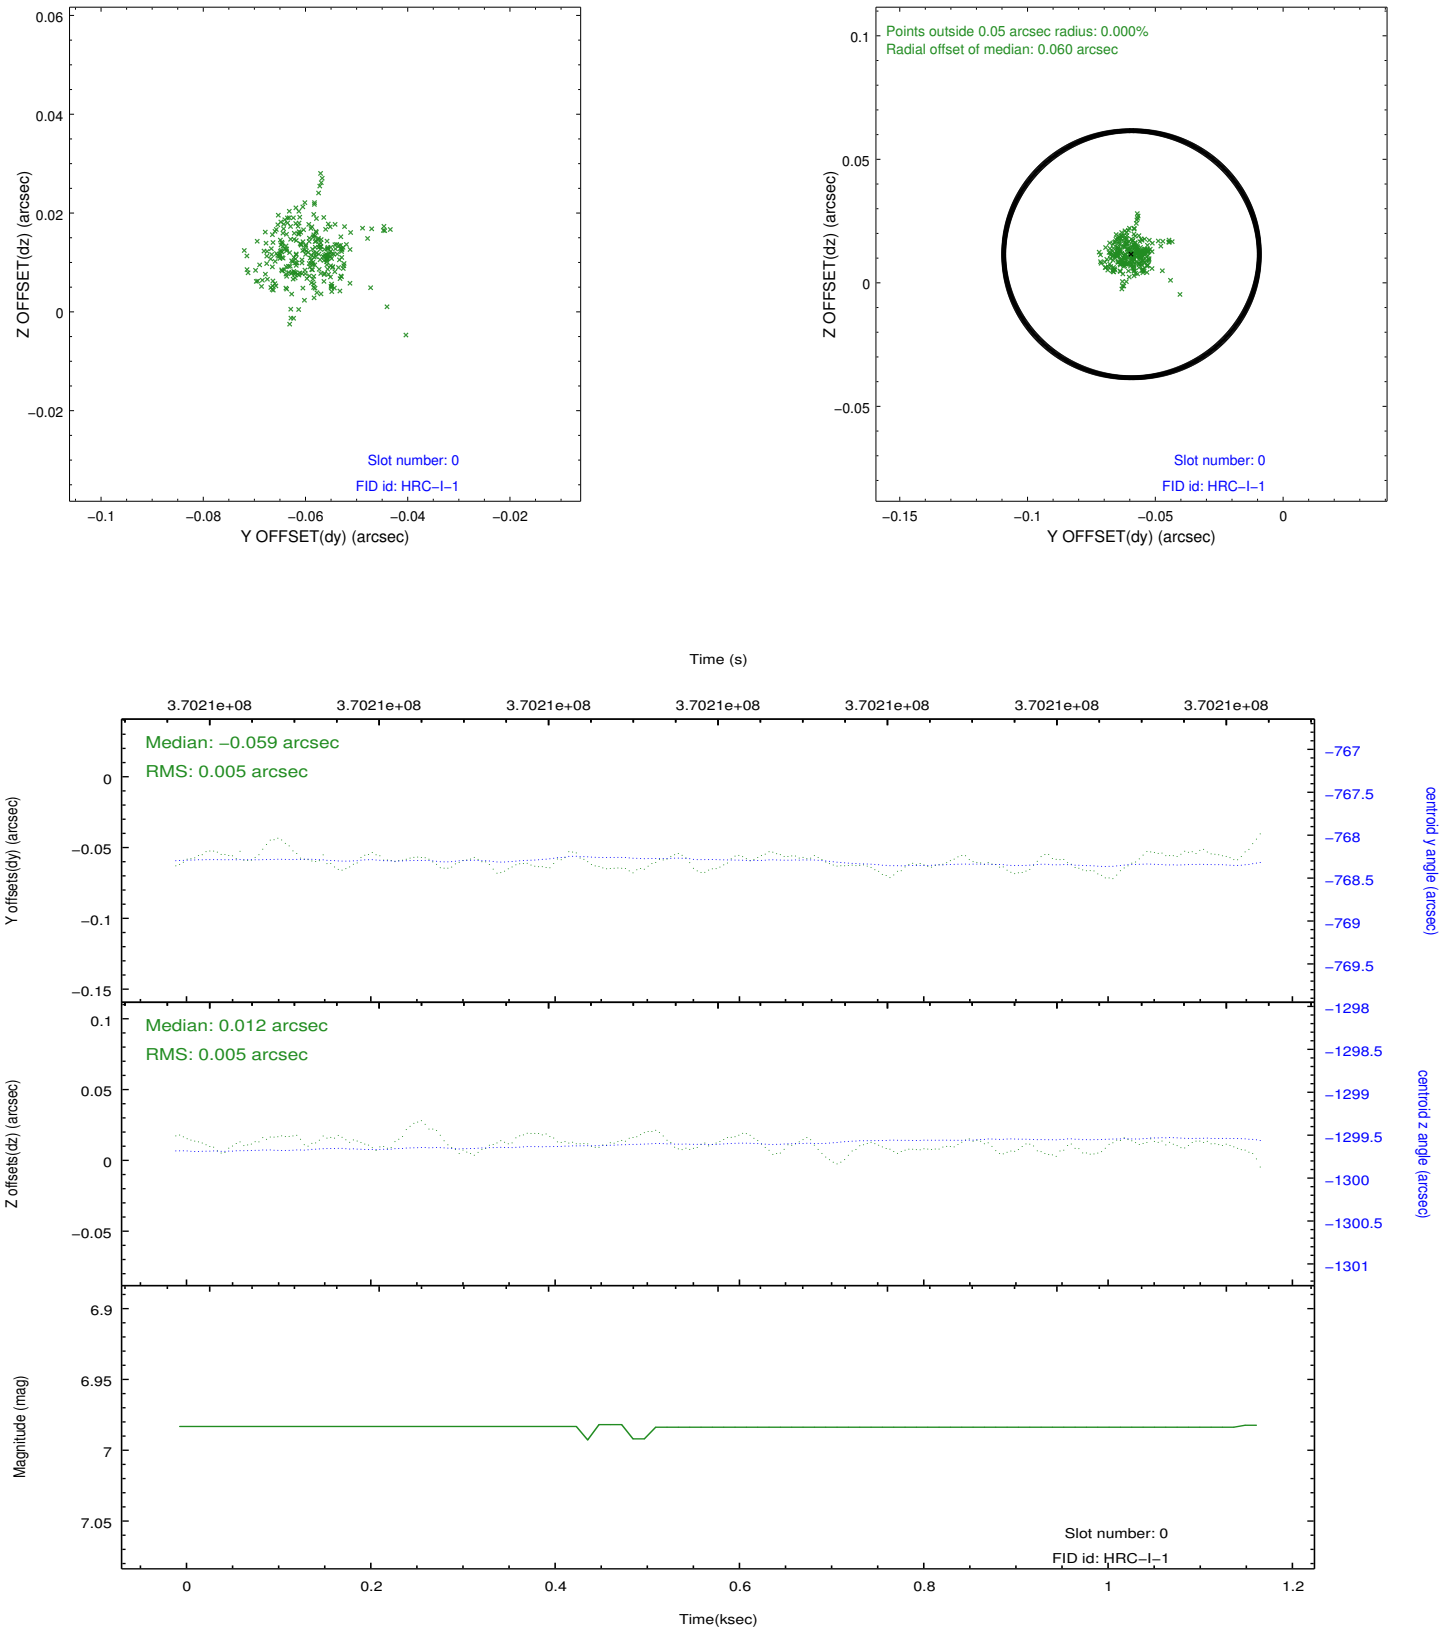 0.06
0.04
0.02
0
−0.02
Z OFFSET(dz) (arcsec)
Slot number: 0
FID id: HRC−I−1
−0.1 −0.08 −0.06 −0.04 −0.02
Y OFFSET(dy) (arcsec)
Points outside 0.05 arcsec radius: 0.000%
Radial offset of median: 0.060 arcsec
0.1
0.05
0
−0.05
Z OFFSET(dz) (arcsec)
Slot number: 0
FID id: HRC−I−1
−0.15 −0.1 −0.05 0
Y OFFSET(dy) (arcsec)
Time (s)
3.7021e+08 3.7021e+08 3.7021e+08 3.7021e+08 3.7021e+08 3.7021e+08 3.7021e+08
Median: −0.059 arcsec
RMS: 0.005 arcsec
0
−0.05
−0.1
−0.15
Y offsets(dy) (arcsec)
−767
−767.5
−768
−768.5
−769
−769.5
centroid y angle (arcsec)
Median: 0.012 arcsec
RMS: 0.005 arcsec
0.1
0.05
0
−0.05
Z offsets(dz) (arcsec)
−1298
−1298.5
−1299
−1299.5
−1300
−1300.5
−1301
centroid z angle (arcsec)
6.9
6.95
7
7.05
Magnitude (mag)
Slot number: 0
FID id: HRC−I−1
0 0.2 0.4 0.6 0.8 1 1.2
Time(ksec)